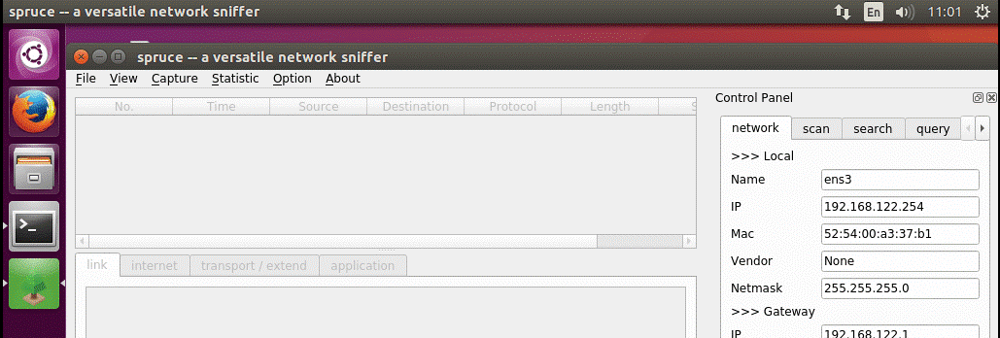 spruce -- a versatile network sniffer En 11:01
spruce -- a versatile network sniffer
File View Capture Statistic Option About
No. Time Source Destination Protocol Length S
Control Panel
network scan search query
>>> Local
Name ens3
IP 192.168.122.254
Mac 52:54:00:a3:37:b1
Vendor None
Netmask 255.255.255.0
>>> Gateway
IP 192.168.122.1
link internet transport / extend application